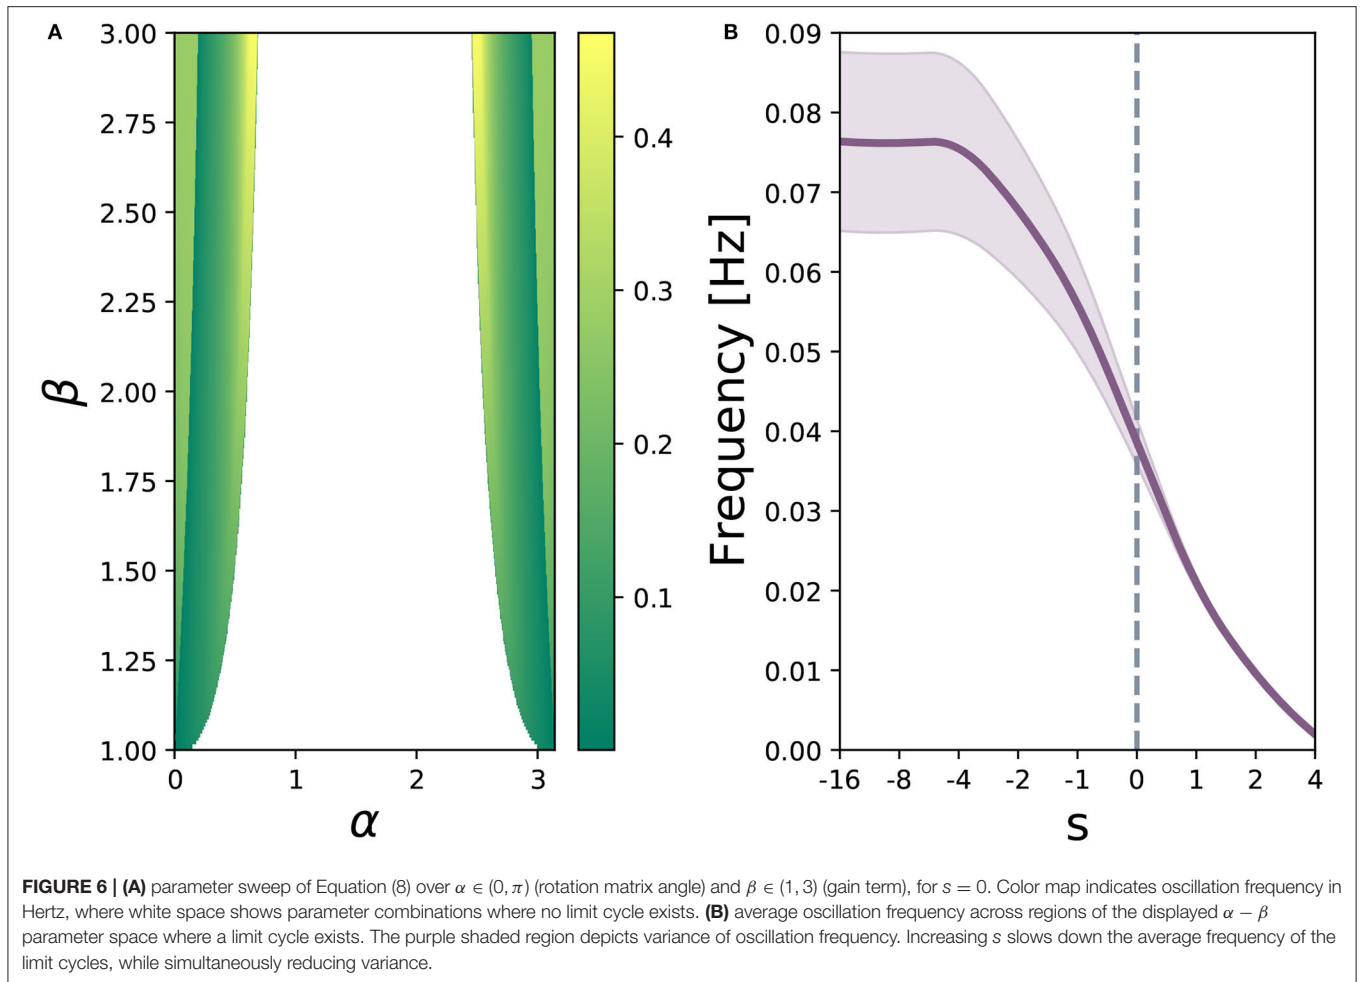 A
3.00
2.75
2.50
2.25
2.00
1.75
1.50
1.25
1.00
β
0 1 2 3
α
0.4
0.3
0.2
0.1
B
0.09
0.08
0.07
0.06
0.05
0.04
0.03
0.02
0.01
0.00
Frequency [Hz]
-16 -8 -4 -2 -1 0 1 2 4
s
FIGURE 6 | (A) parameter sweep of Equation (8) over α ∈ (0, π) (rotation matrix angle) and β ∈ (1, 3) (gain term), for s = 0. Color map indicates oscillation frequency in
Hertz, where white space shows parameter combinations where no limit cycle exists. (B) average oscillation frequency across regions of the displayed α − β
parameter space where a limit cycle exists. The purple shaded region depicts variance of oscillation frequency. Increasing s slows down the average frequency of the
limit cycles, while simultaneously reducing variance.